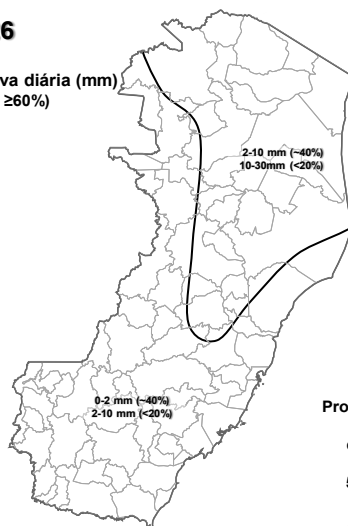 6
va diária (mm)
≥60%)
2-10 mm (~40%)
10-30mm (<20%)
0-2 mm (~40%)
2-10 mm (<20%)
Pro